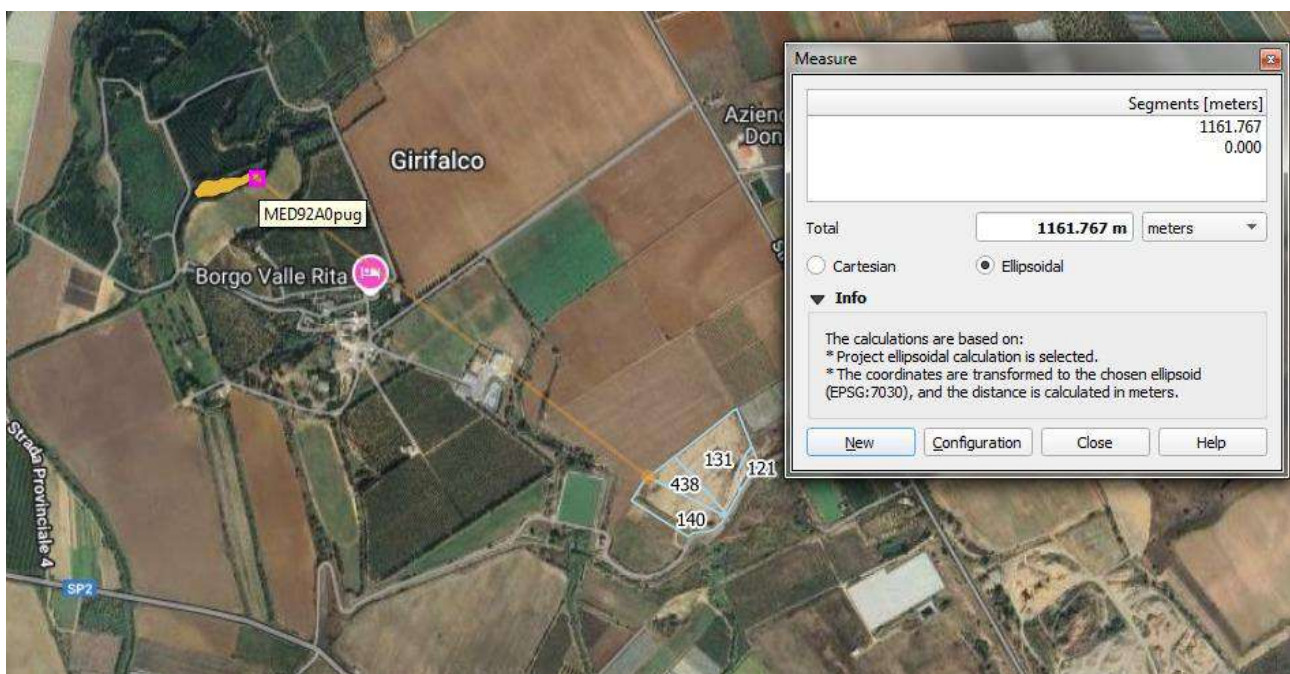 Girifalco
MED92A0pug
Borgo Valle Rita
Strada Provinciale 4
SP2
131
121
438
140
Azien
Don
Measure
Segments [meters]
1161.767
0.000
Total
1161.767 m
meters
Cartesian
Ellipsoidal
Info
The calculations are based on:
* Project ellipsoidal calculation is selected.
* The coordinates are transformed to the chosen ellipsoid
(EPSG:7030), and the distance is calculated in meters.
New
Configuration
Close
Help